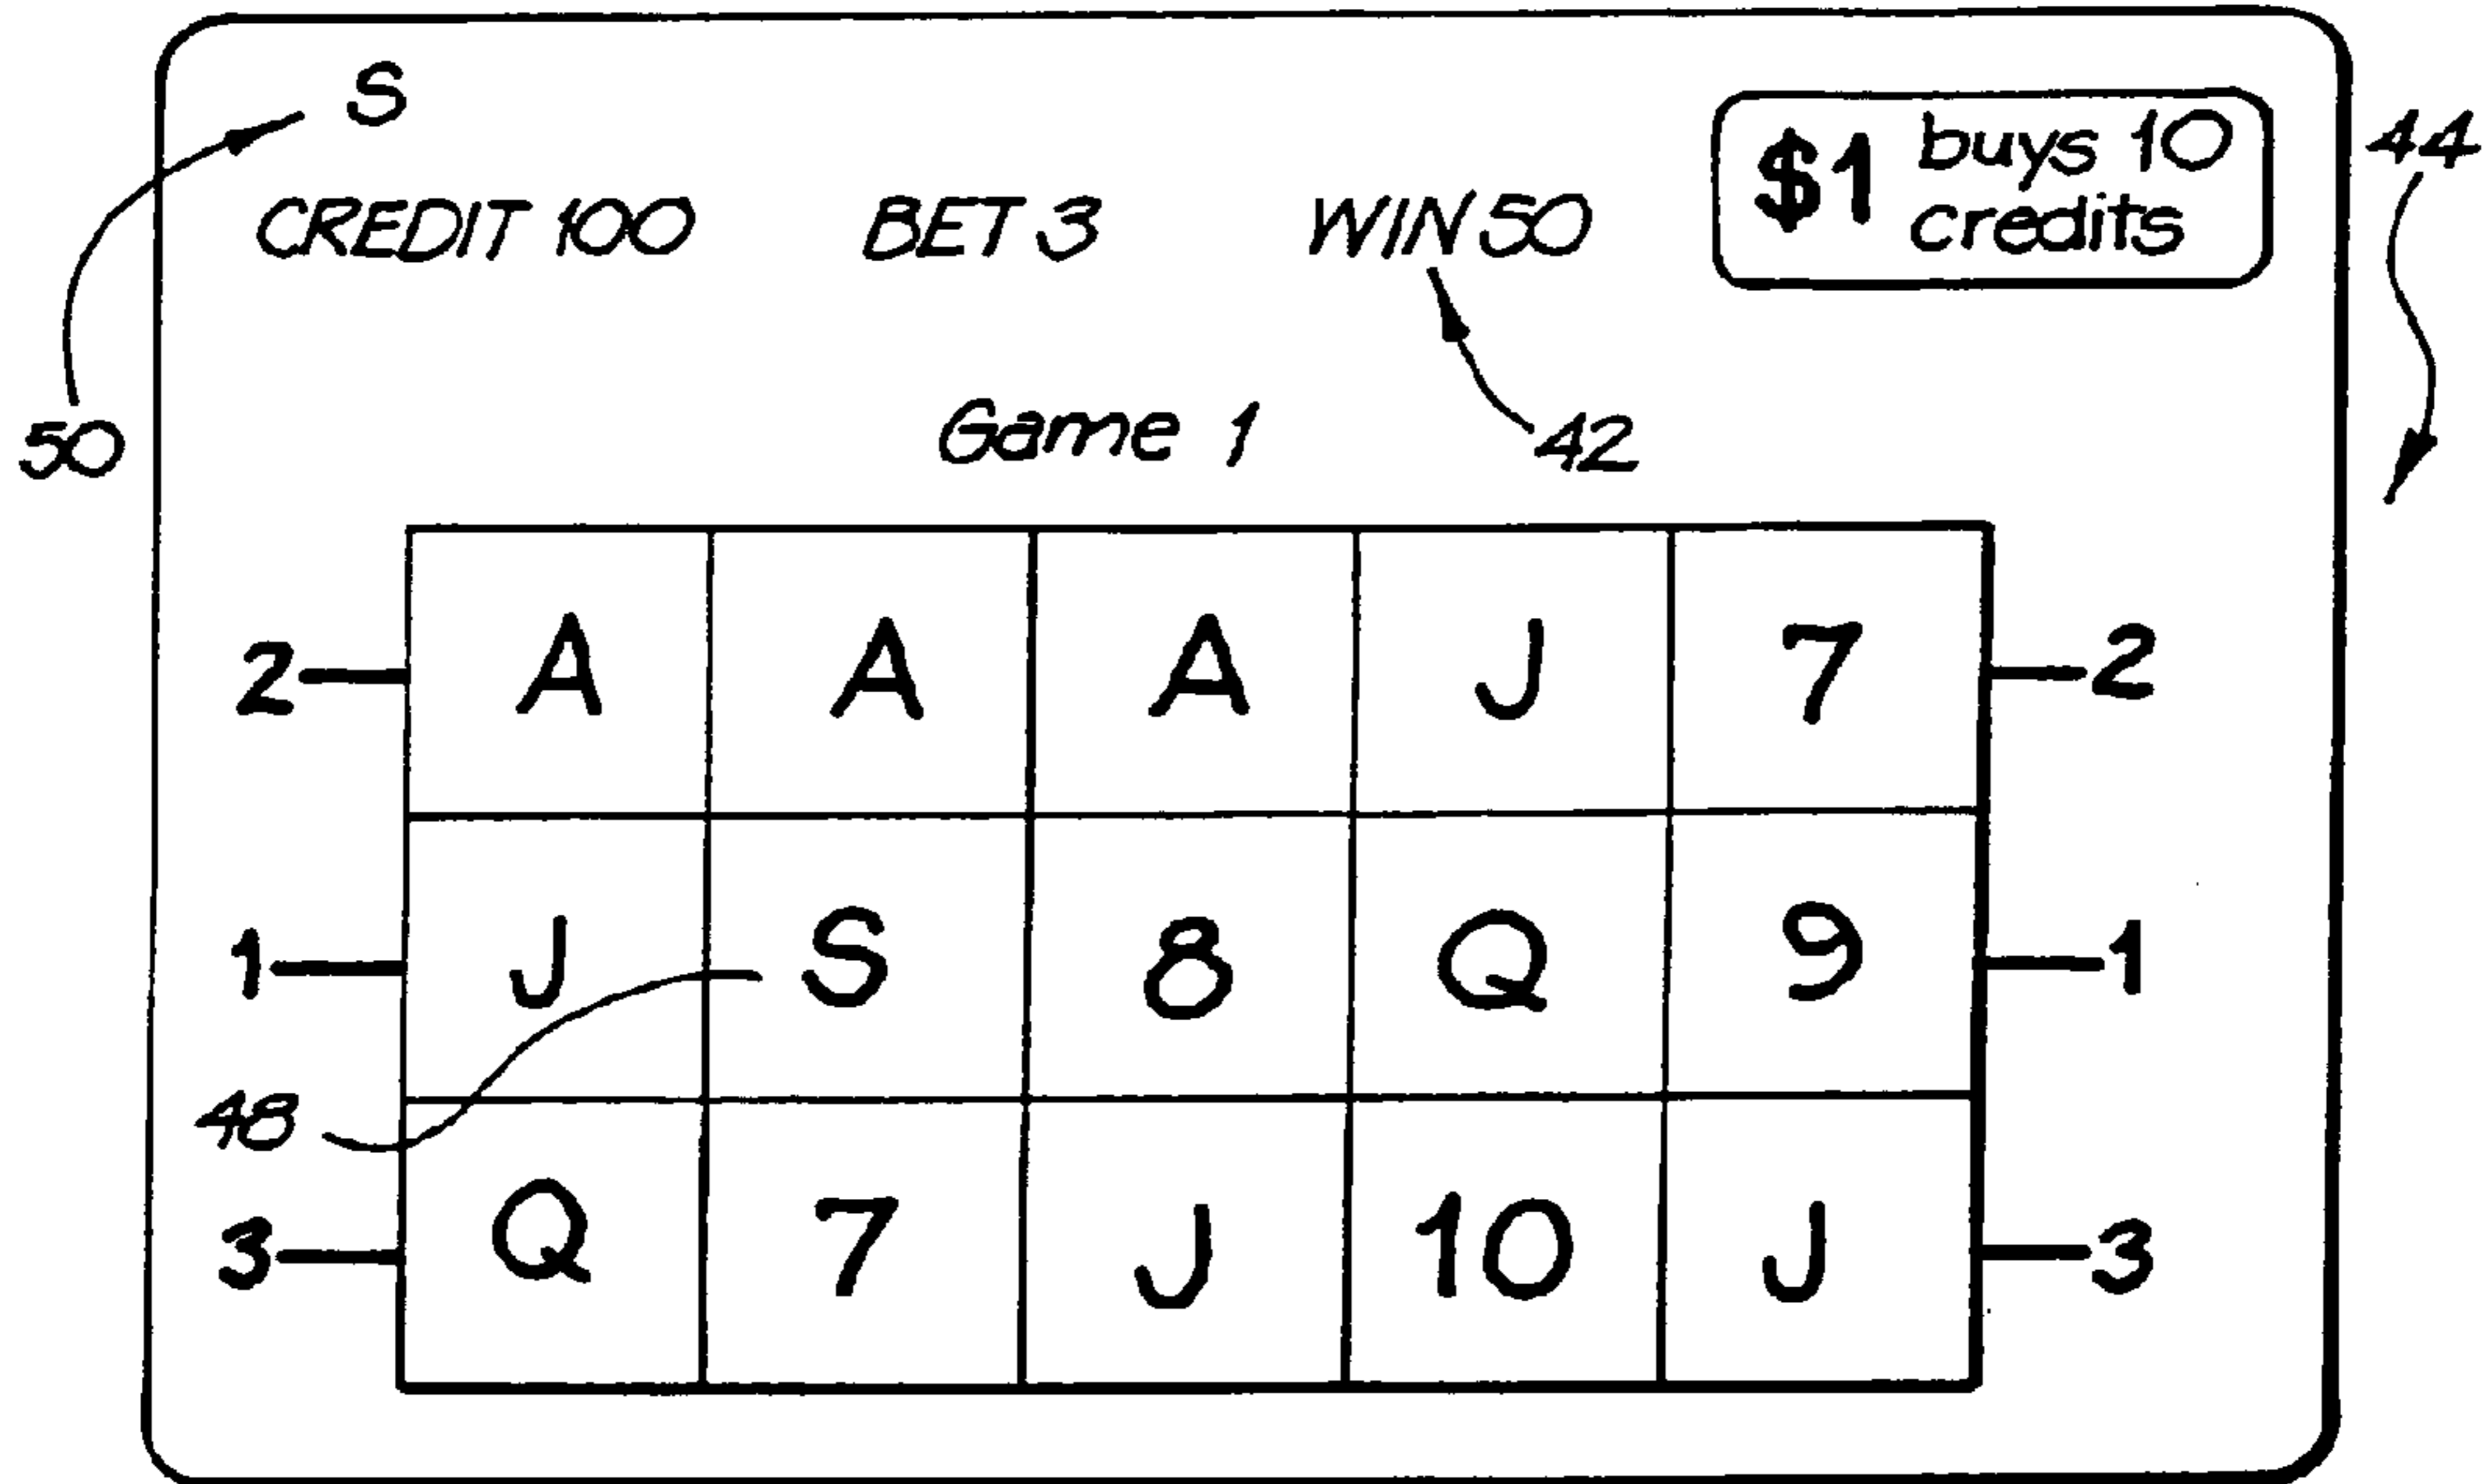 S
$1 buys 10 credits
44
CREDIT 100 BET 3 WIN 50
50 Game 1 42
2 A A A J 7 2
1 J S 8 Q 9 1
48
3 Q 7 J 10 J 3